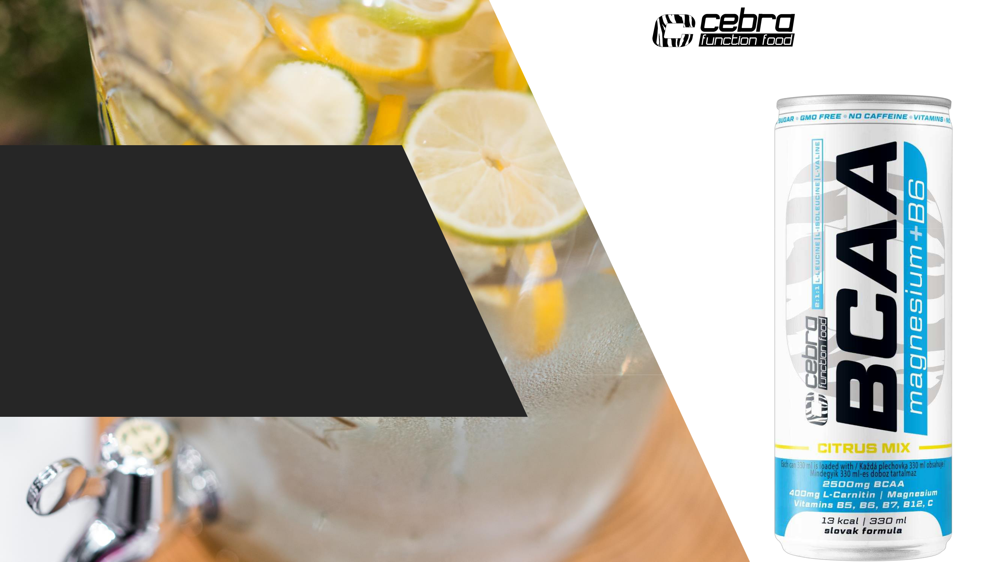 cebra
function food
SUGAR • GMO FREE • NO CAFFEINE • VITAMINS • NO
2:1:1 L-LEUCINE|L-ISOLEUCINE|L-VALINE
cebra
function food
BCAA
magnesium+B6
CITRUS MIX
Each can 330 ml is loaded with / Každá plechovka 330 ml obsahuje /
Mindegyik 330 ml-es doboz tartalmaz
2500mg BCAA
400mg L-Carnitin | Magnesium
Vitamins B5, B6, B7, B12, C
13 kcal | 330 ml
slovak formula